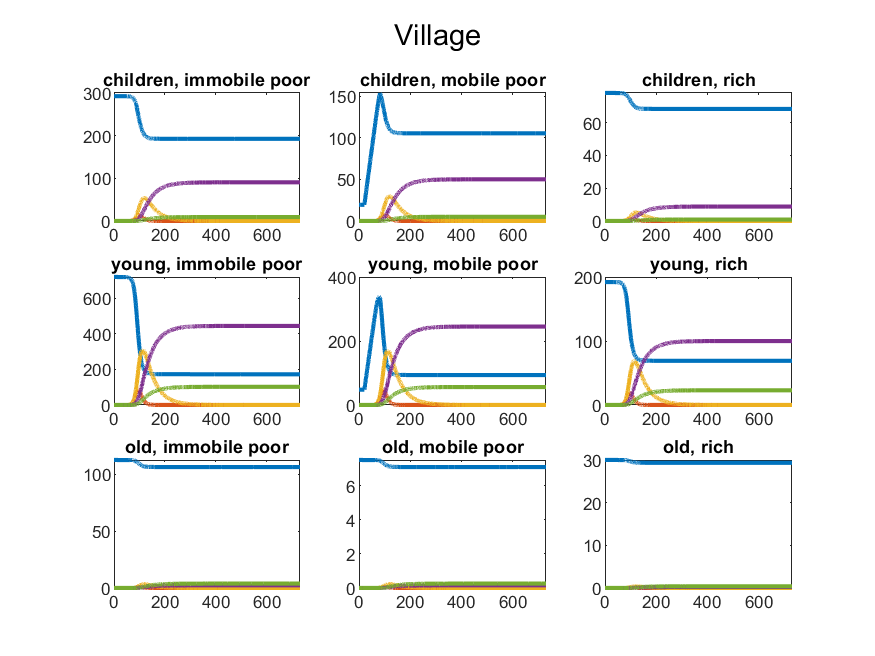 Village
children, immobile poor
children, mobile poor
children, rich
300
200
100
0
0 200 400 600
150
100
50
0
0 200 400 600
60
40
20
0
0 200 400 600
young, immobile poor
young, mobile poor
young, rich
600
400
200
0
0 200 400 600
400
200
0
0 200 400 600
200
100
0
0 200 400 600
old, immobile poor
old, mobile poor
old, rich
100
50
0
0 200 400 600
6
4
2
0
0 200 400 600
30
20
10
0
0 200 400 600